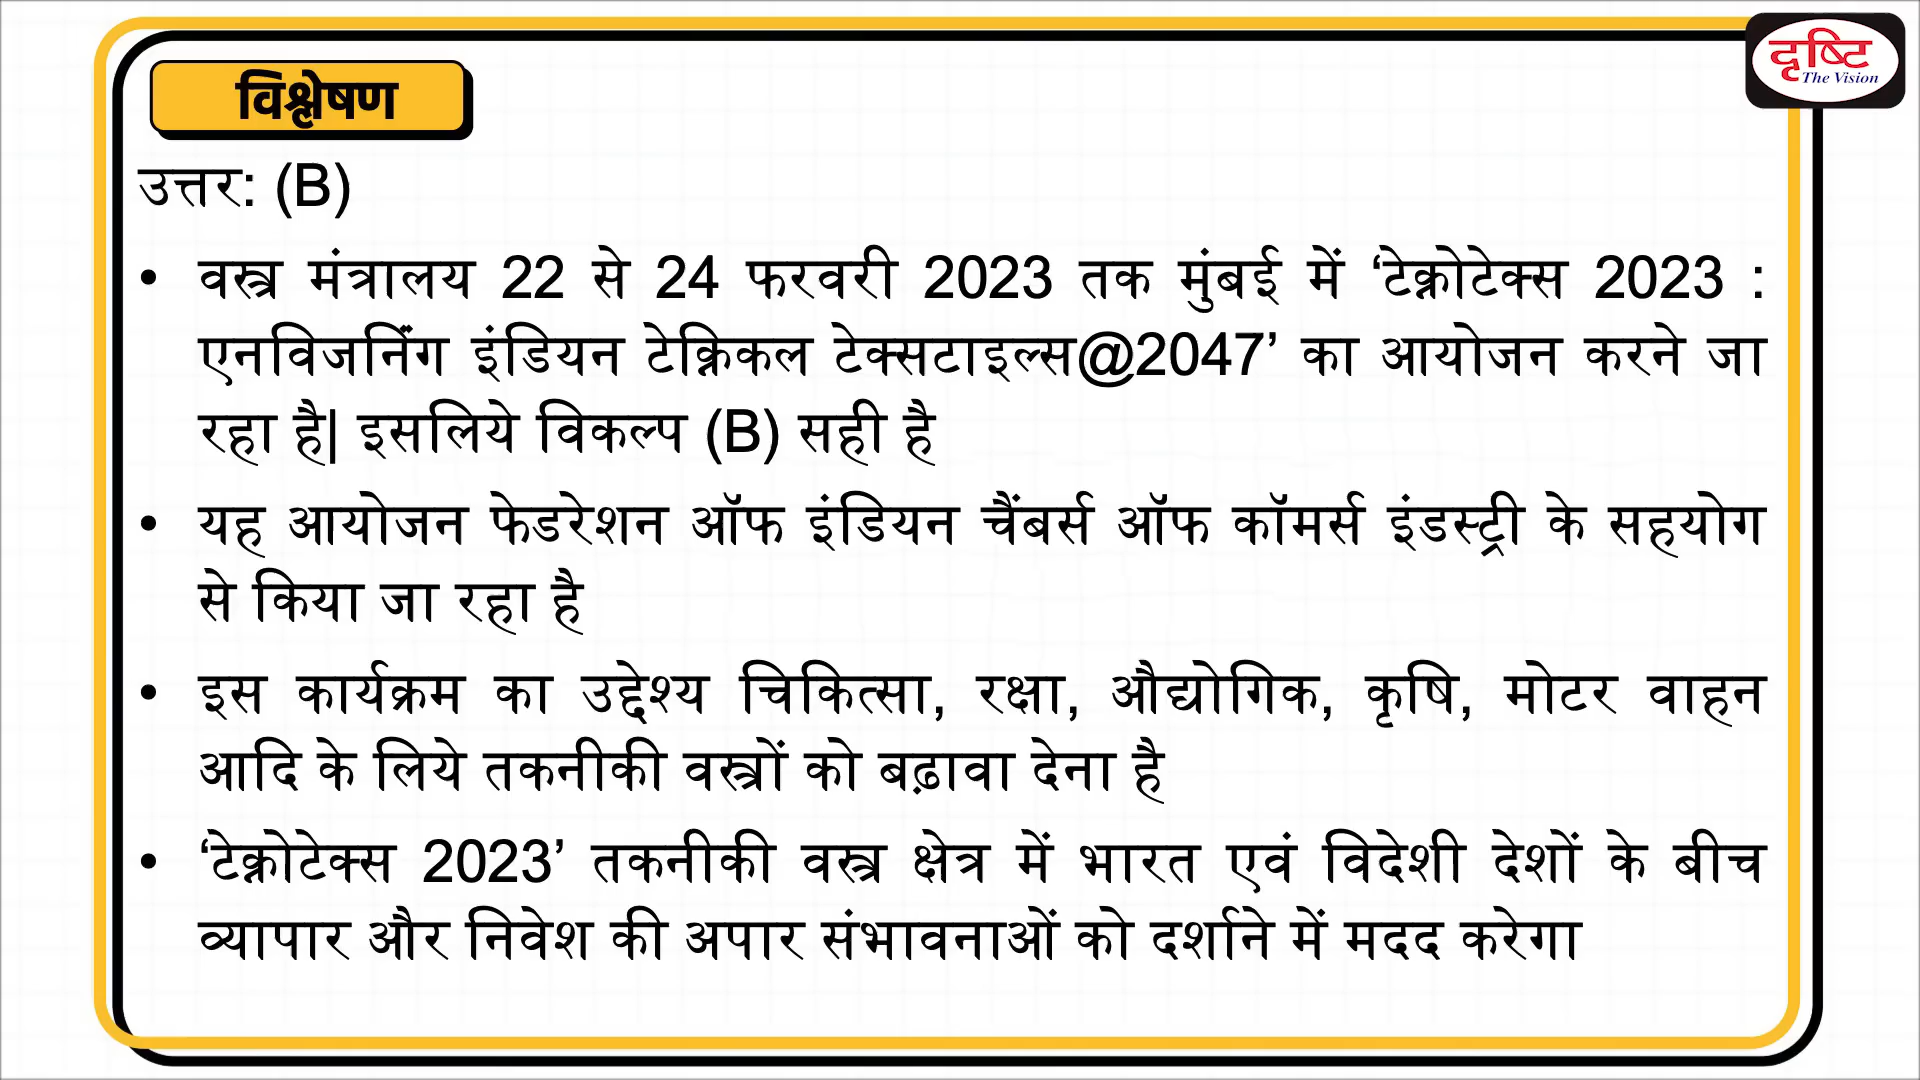 दृष्टि
The Vision
विश्लेषण
उत्तर: (B)
• वस्त्र मंत्रालय 22 से 24 फरवरी 2023 तक मुंबई में ‘टेक्नोटेक्स 2023 :
एनविजनिंग इंडियन टेक्निकल टेक्सटाइल्स@2047’ का आयोजन करने जा
रहा है| इसलिये विकल्प (B) सही है
• यह आयोजन फेडरेशन ऑफ इंडियन चैंबर्स ऑफ कॉमर्स इंडस्ट्री के सहयोग
से किया जा रहा है
• इस कार्यक्रम का उद्देश्य चिकित्सा, रक्षा, औद्योगिक, कृषि, मोटर वाहन
आदि के लिये तकनीकी वस्त्रों को बढ़ावा देना है
• ‘टेक्नोटेक्स 2023’ तकनीकी वस्त्र क्षेत्र में भारत एवं विदेशी देशों के बीच
व्यापार और निवेश की अपार संभावनाओं को दर्शाने में मदद करेगा